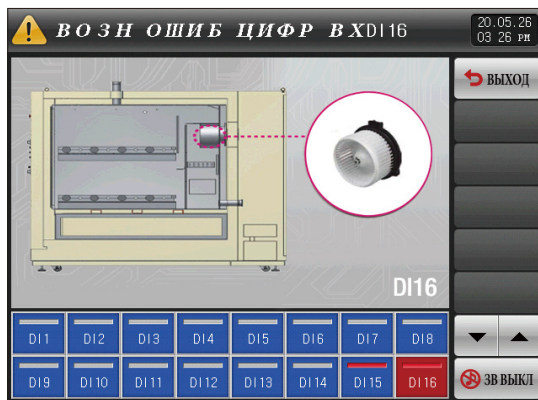 ВОЗН ОШИБ ЦИФР ВХDI16
20.05.26
03 26 PM
ВЫХОД
DI16
DI1 DI2 DI3 DI4 DI5 DI6 DI7 DI8
DI9 DI10 DI11 DI12 DI13 DI14 DI15 DI16
ЗВ ВЫКЛ